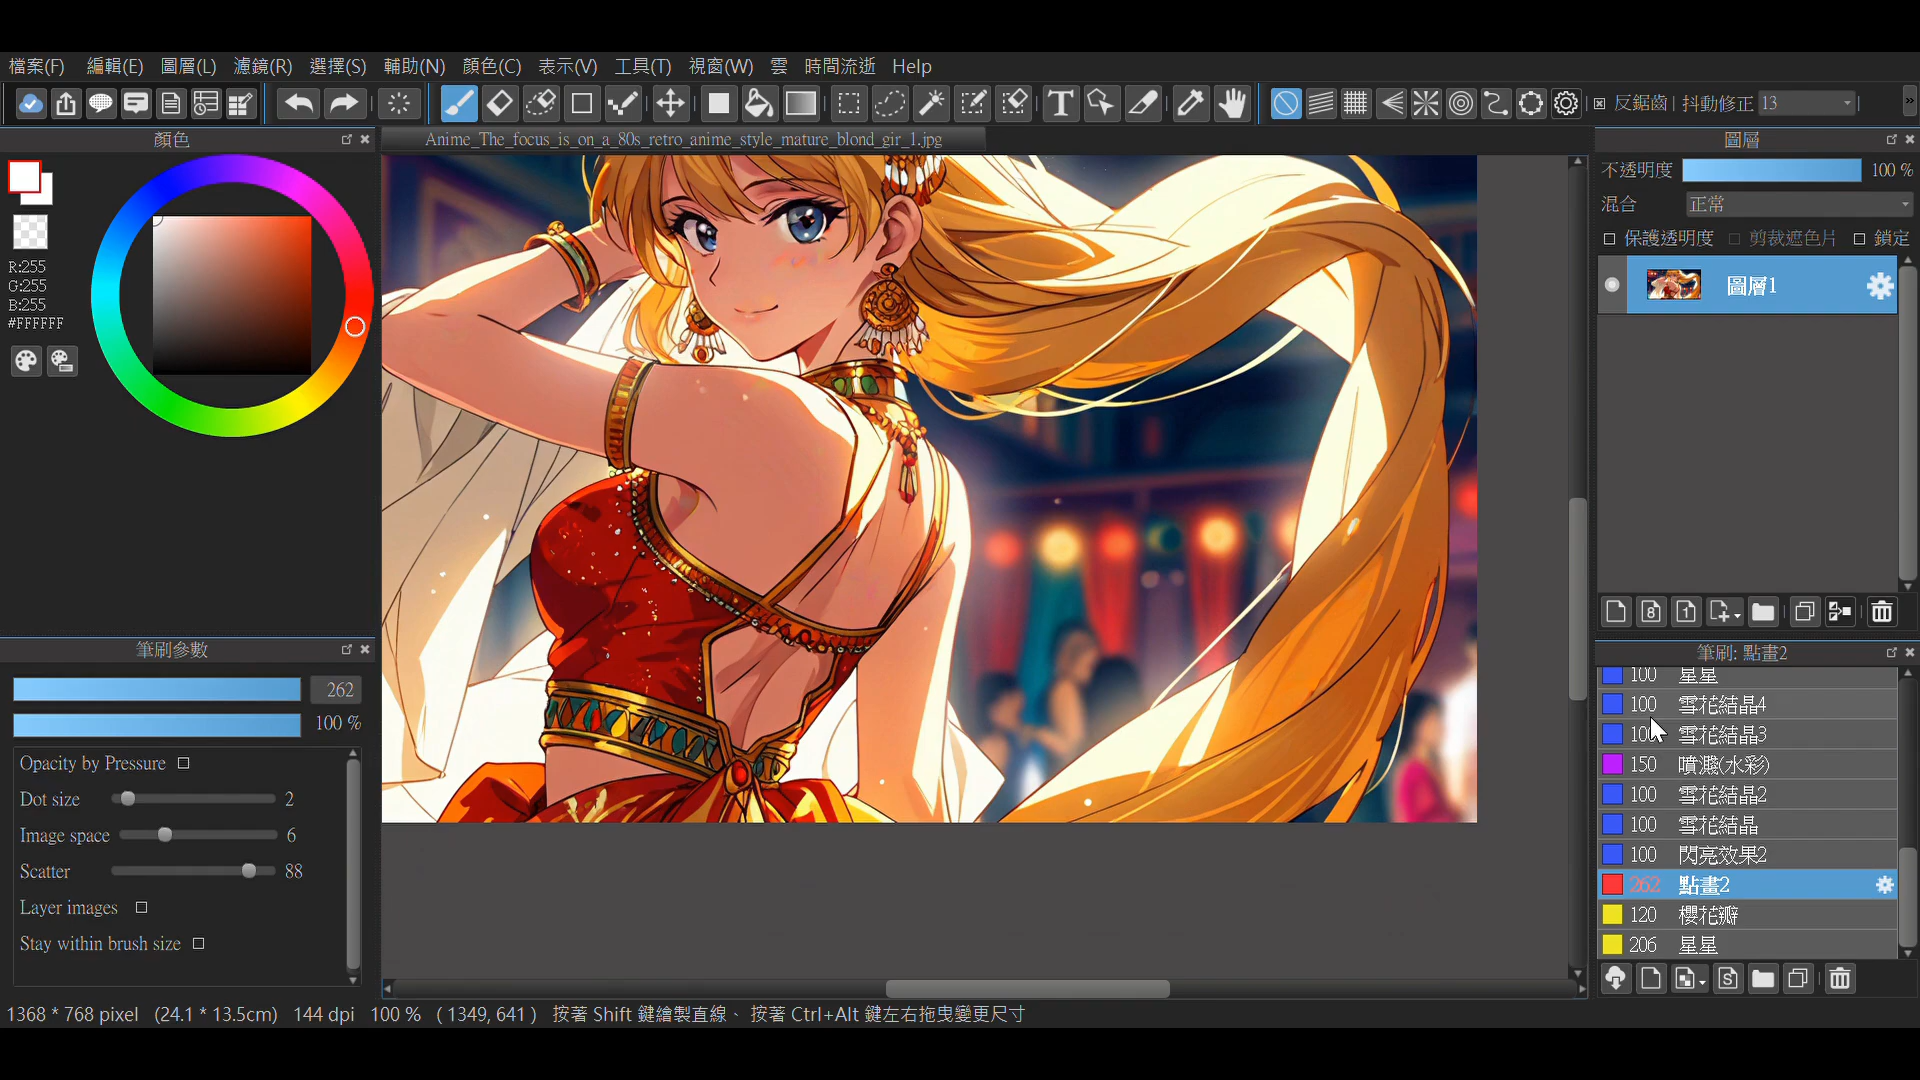 檔案(F) 編輯(E) 圖層(L) 濾鏡(R) 選擇(S) 輔助(N) 顏色(C) 表示(V) 工具(T) 視窗(W) 雲 時間流逝 Help
反鋸齒 抖動修正 13
顏色
Anime_The_focus_is_on_a_80s_retro_anime_style_mature_blond_gir_1.jpg
圖層
R:255
G:255
B:255
#FFFFFF
不透明度 100 %
混合 正常
保護透明度 剪裁遮色片 鎖定
圖層1
筆刷參數
262
100 %
Opacity by Pressure
Dot size 2
Image space 6
Scatter 88
Layer images
Stay within brush size
筆刷: 點畫2
100 星星
100 雪花結晶4
100 雪花結晶3
150 噴濺(水彩)
100 雪花結晶2
100 雪花結晶
100 閃亮效果2
262 點畫2
120 櫻花瓣
206 星星
1368 * 768 pixel (24.1 * 13.5cm) 144 dpi 100 % ( 1349, 641 ) 按著 Shift 鍵繪製直線、 按著 Ctrl+Alt 鍵左右拖曳變更尺寸